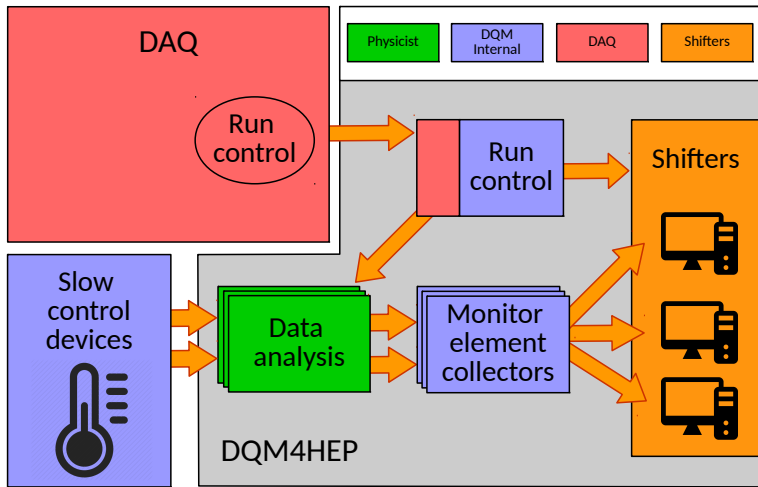 DAQ
Physicist
DQM
Internal
DAQ
Shifters
Run
control
Run
control
Shifters
Slow
control
devices
Data
analysis
Monitor
element
collectors
DQM4HEP